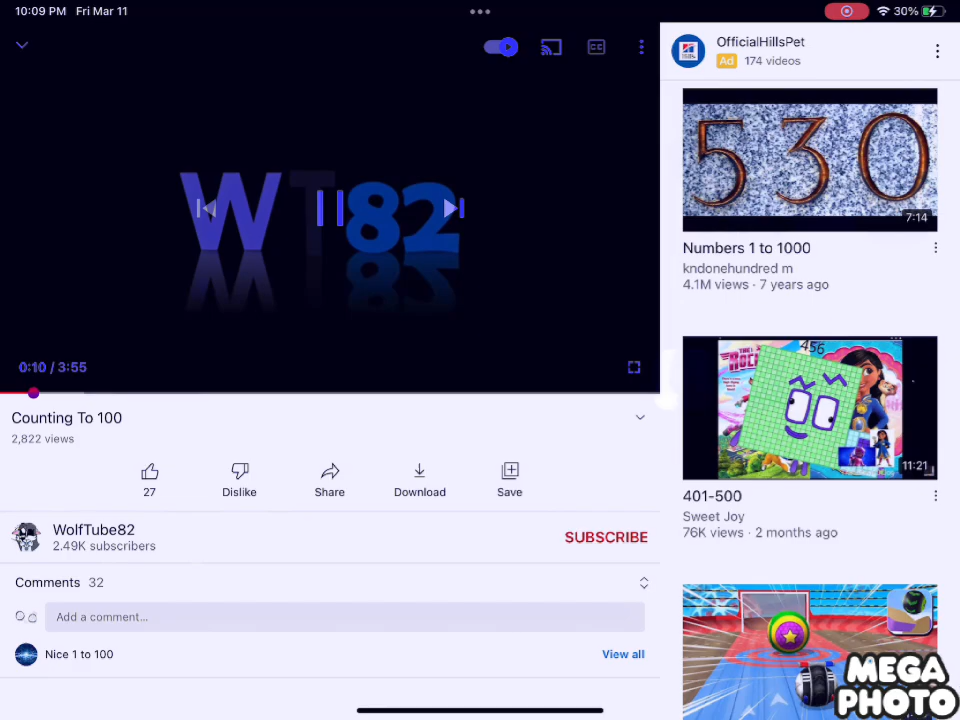 10:09 PM Fri Mar 11
30%
CC
WT82
0:10 / 3:55
Counting To 100
2,822 views
27
Dislike
Share
Download
Save
WolfTube82
2.49K subscribers
SUBSCRIBE
Comments 32
Add a comment...
Nice 1 to 100
View all
OfficialHillsPet
Ad 174 videos
530
7:14
Numbers 1 to 1000
kndonehundred m
4.1M views · 7 years ago
456
11:21
401-500
Sweet Joy
76K views · 2 months ago
MEGA
PHOTO